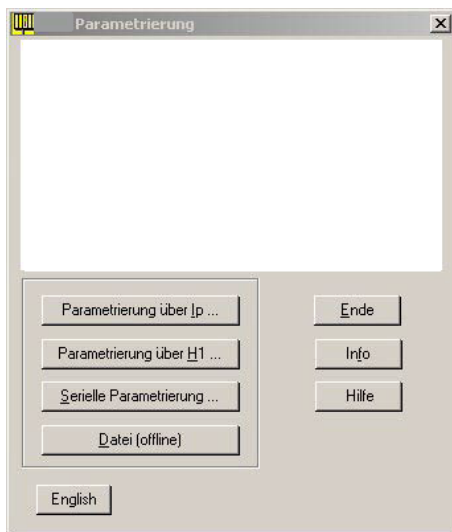 Parametrierung
Parametrierung über Ip ...
Ende
Parametrierung über H1 ...
Info
Serielle Parametrierung ...
Hilfe
Datei (offline)
English